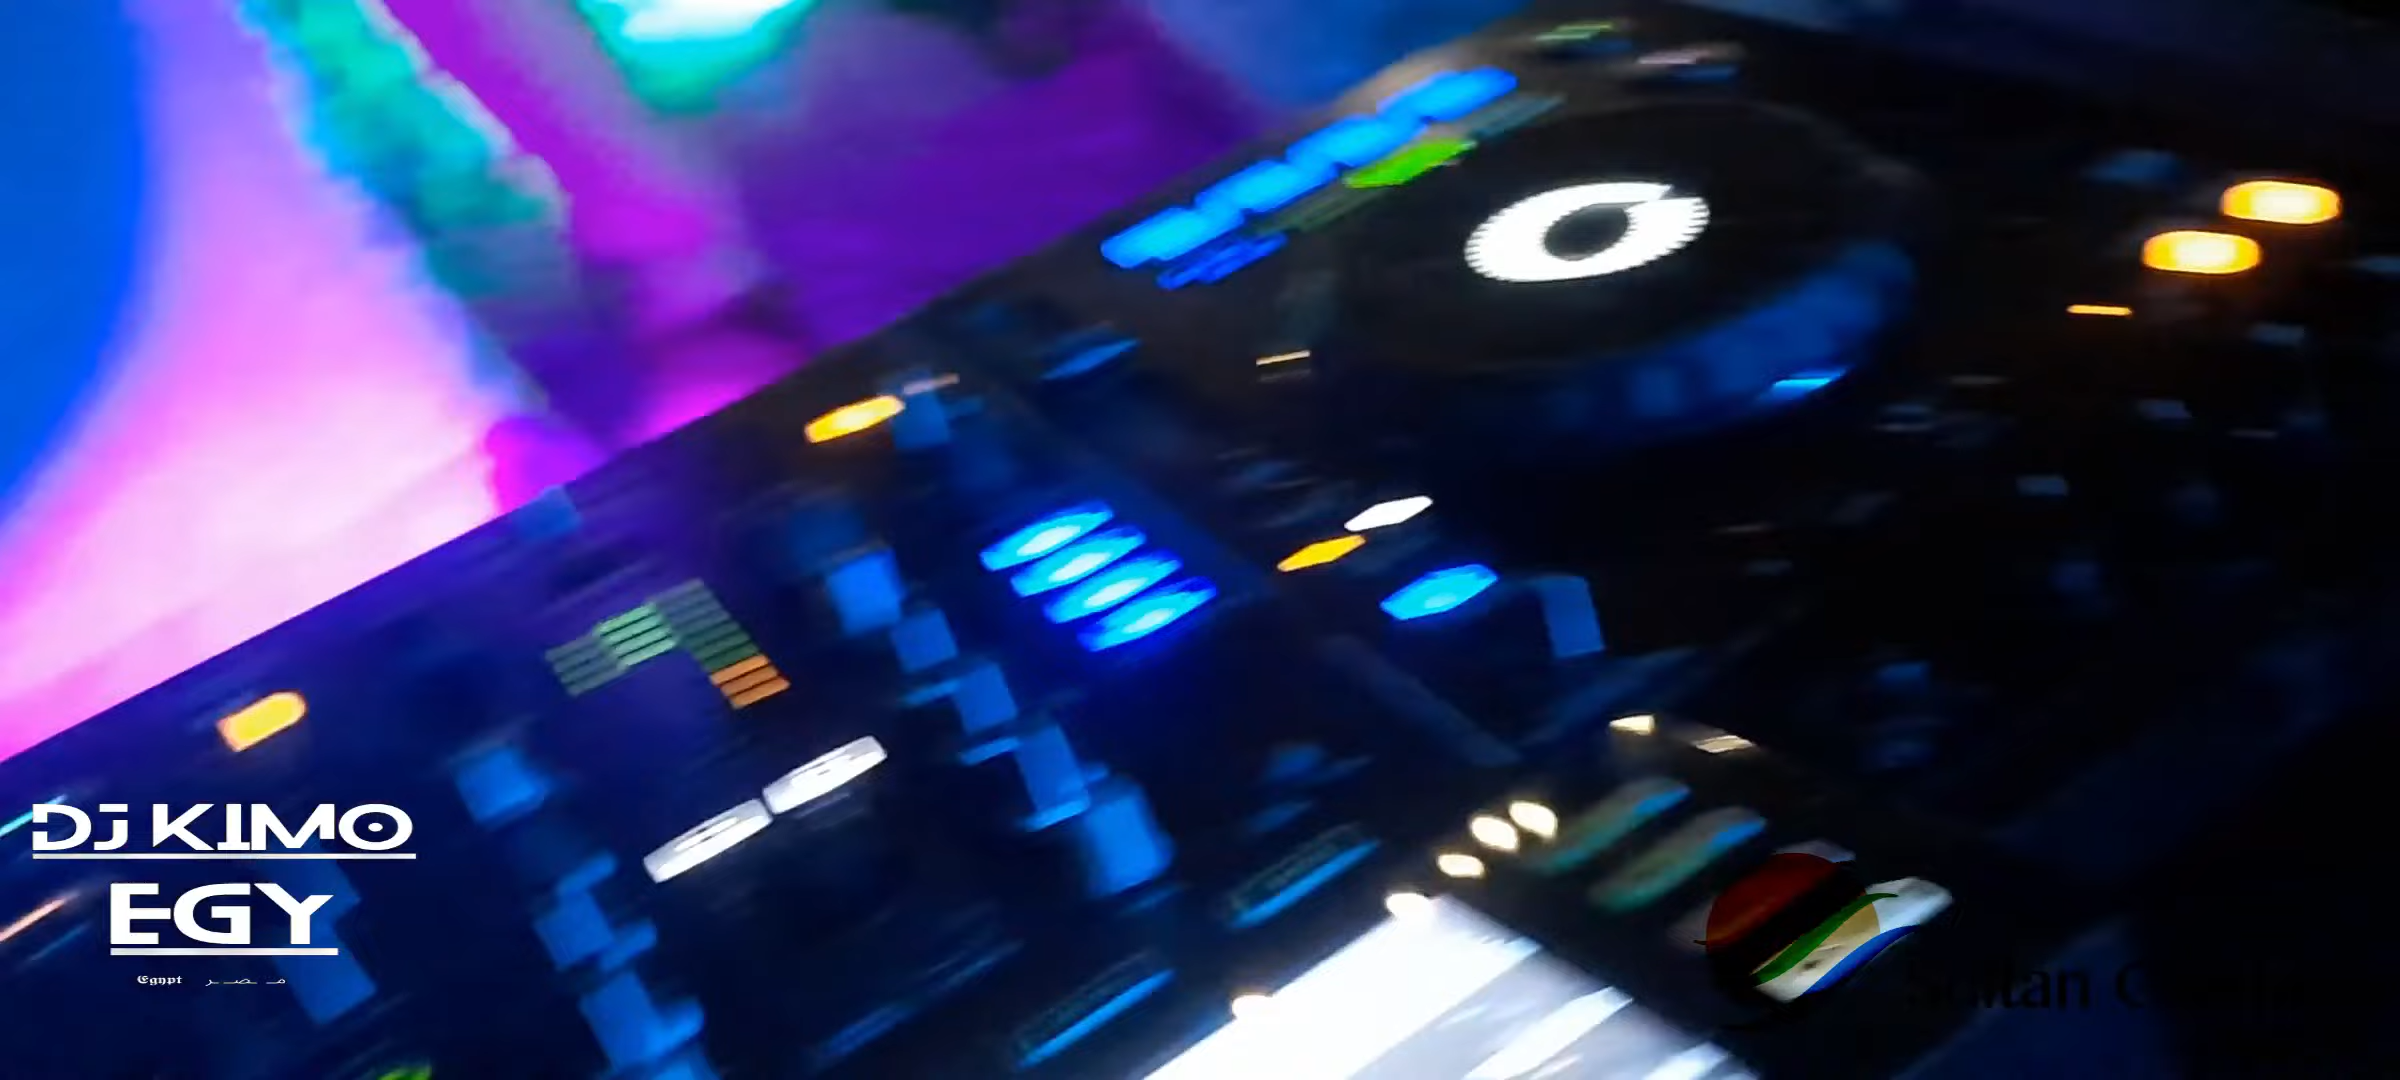 DJ KIMO
EGY
Egypt مصر